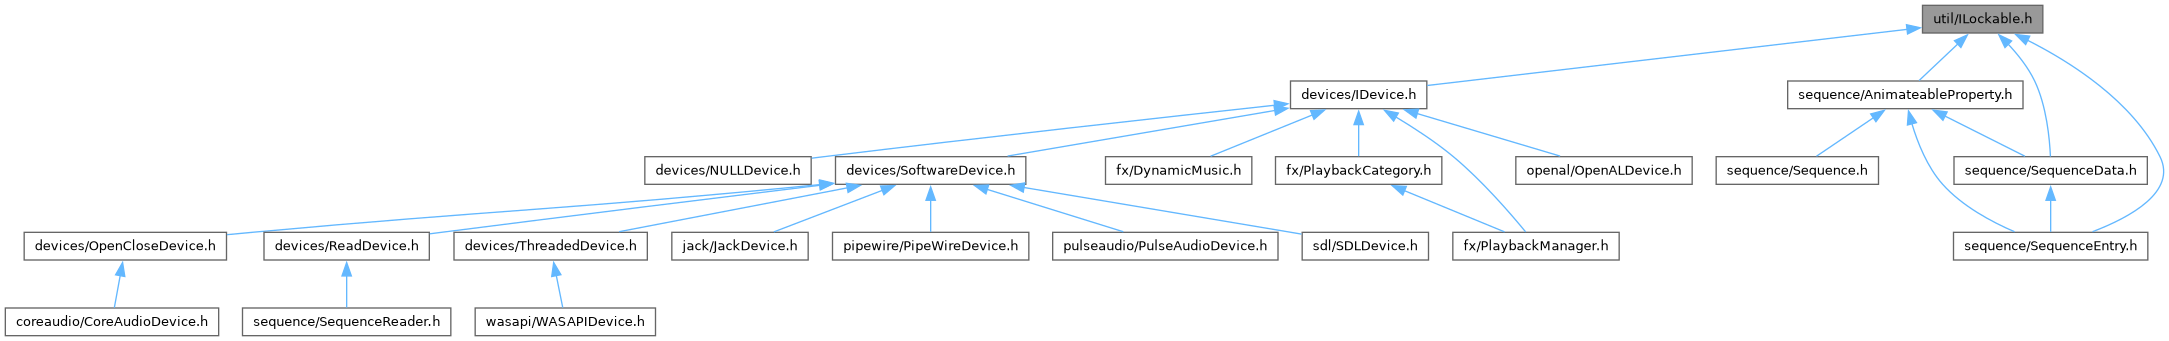 util/ILockable.h
devices/IDevice.h
sequence/AnimateableProperty.h
devices/NULLDevice.h
devices/SoftwareDevice.h
fx/DynamicMusic.h
fx/PlaybackCategory.h
openal/OpenALDevice.h
sequence/Sequence.h
sequence/SequenceData.h
devices/OpenCloseDevice.h
devices/ReadDevice.h
devices/ThreadedDevice.h
jack/JackDevice.h
pipewire/PipeWireDevice.h
pulseaudio/PulseAudioDevice.h
sdl/SDLDevice.h
fx/PlaybackManager.h
sequence/SequenceEntry.h
coreaudio/CoreAudioDevice.h
sequence/SequenceReader.h
wasapi/WASAPIDevice.h